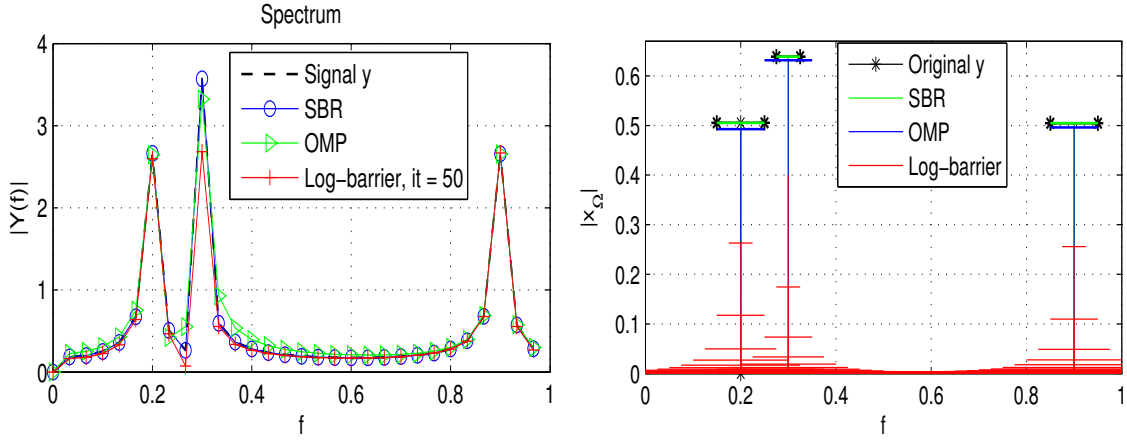 Spectrum
4
3
2
1
0
0
0.2
0.4
0.6
0.8
1
|Y(f)|
f
Signal y
SBR
OMP
Log−barrier, it = 50
0.6
0.5
0.4
0.3
0.2
0.1
0
0
0.2
0.4
0.6
0.8
1
|xΩ|
f
Original y
SBR
OMP
Log−barrier